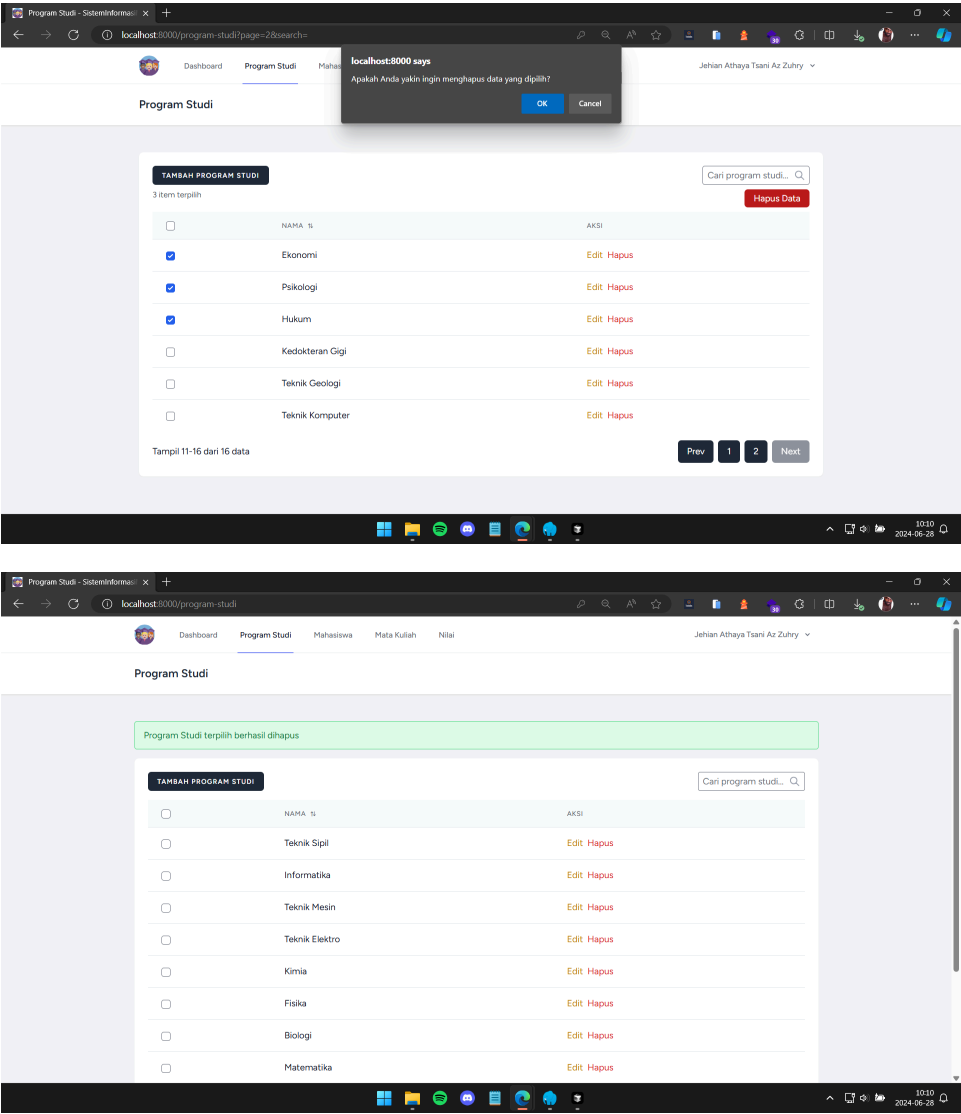 Program Studi - SistemInformasi
localhost:8000/program-studi?page=2&search=
30
Dashboard Program Studi Mahas
Jehian Athaya Tsani Az Zuhry
localhost:8000 says
Apakah Anda yakin ingin menghapus data yang dipilih?
OK Cancel
Program Studi
TAMBAH PROGRAM STUDI
Cari program studi...
3 item terpilih
Hapus Data
NAMA AKSI
Ekonomi Edit Hapus
Psikologi Edit Hapus
Hukum Edit Hapus
Kedokteran Gigi Edit Hapus
Teknik Geologi Edit Hapus
Teknik Komputer Edit Hapus
Tampil 11-16 dari 16 data
Prev 1 2 Next
10:10
2024-06-28
Program Studi - SistemInformasi
localhost:8000/program-studi
30
Dashboard Program Studi Mahasiswa Mata Kuliah Nilai
Jehian Athaya Tsani Az Zuhry
Program Studi
Program Studi terpilih berhasil dihapus
TAMBAH PROGRAM STUDI
Cari program studi...
NAMA AKSI
Teknik Sipil Edit Hapus
Informatika Edit Hapus
Teknik Mesin Edit Hapus
Teknik Elektro Edit Hapus
Kimia Edit Hapus
Fisika Edit Hapus
Biologi Edit Hapus
Matematika Edit Hapus
10:10
2024-06-28